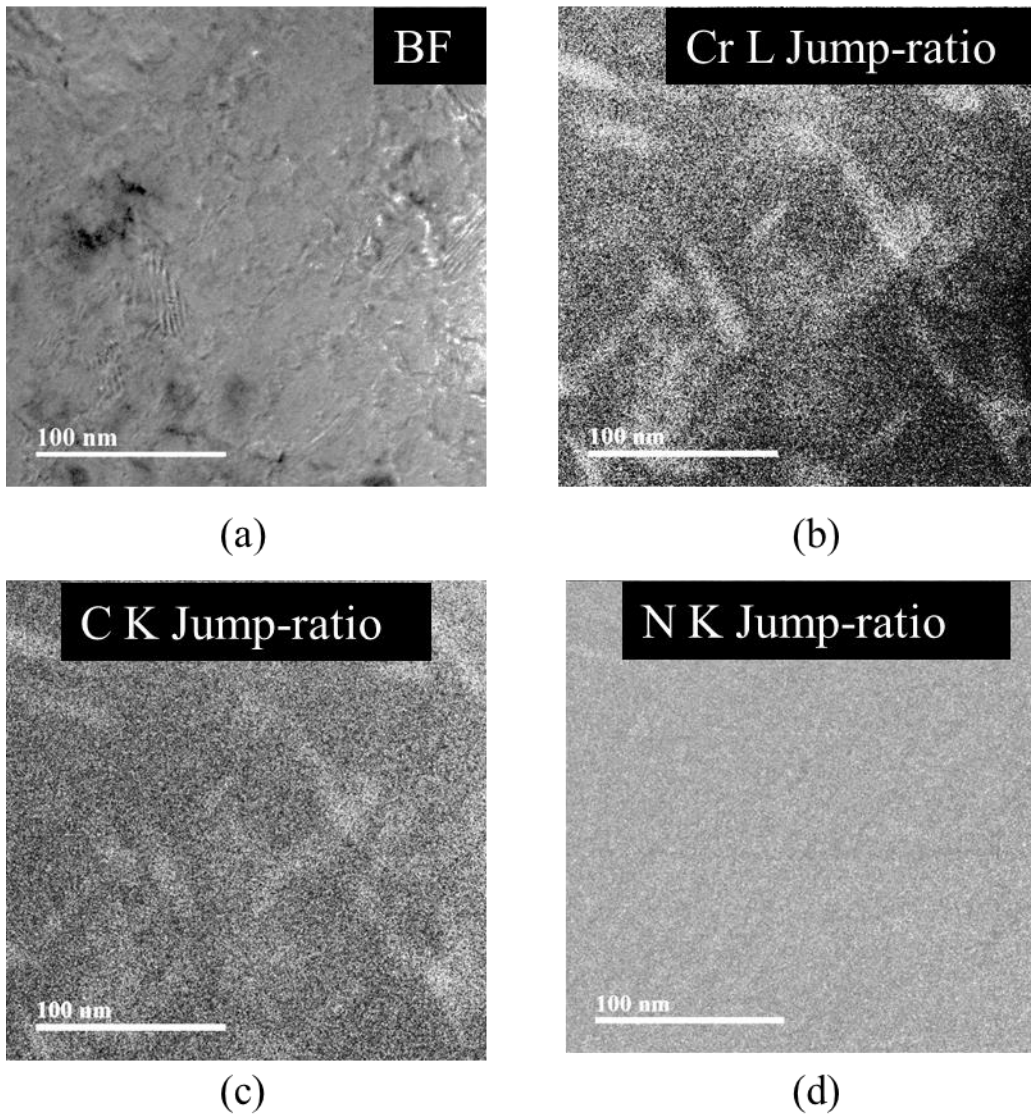 BF
Cr L Jump-ratio
100 nm
100 nm
(a)
(b)
C K Jump-ratio
N K Jump-ratio
100 nm
100 nm
(c)
(d)